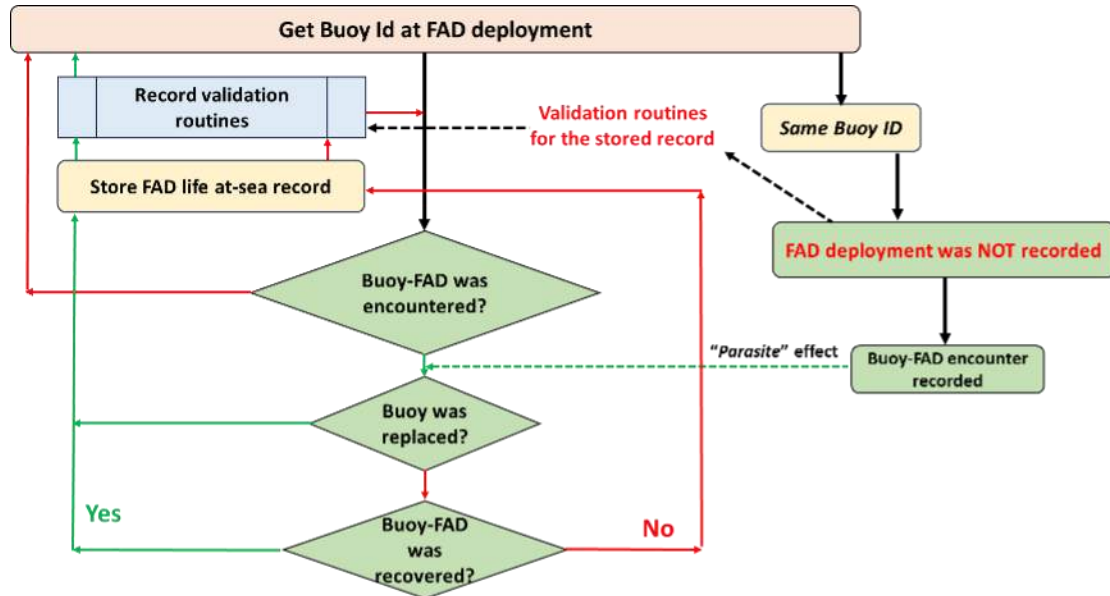 Get Buoy Id at FAD deployment
Record validation
routines
Validation routines
for the stored record
Same Buoy ID
Store FAD life at-sea record
FAD deployment was NOT recorded
Buoy-FAD was
encountered?
"Parasite" effect
Buoy-FAD encounter
recorded
Buoy was
replaced?
Yes
Buoy-FAD
was
recovered?
No